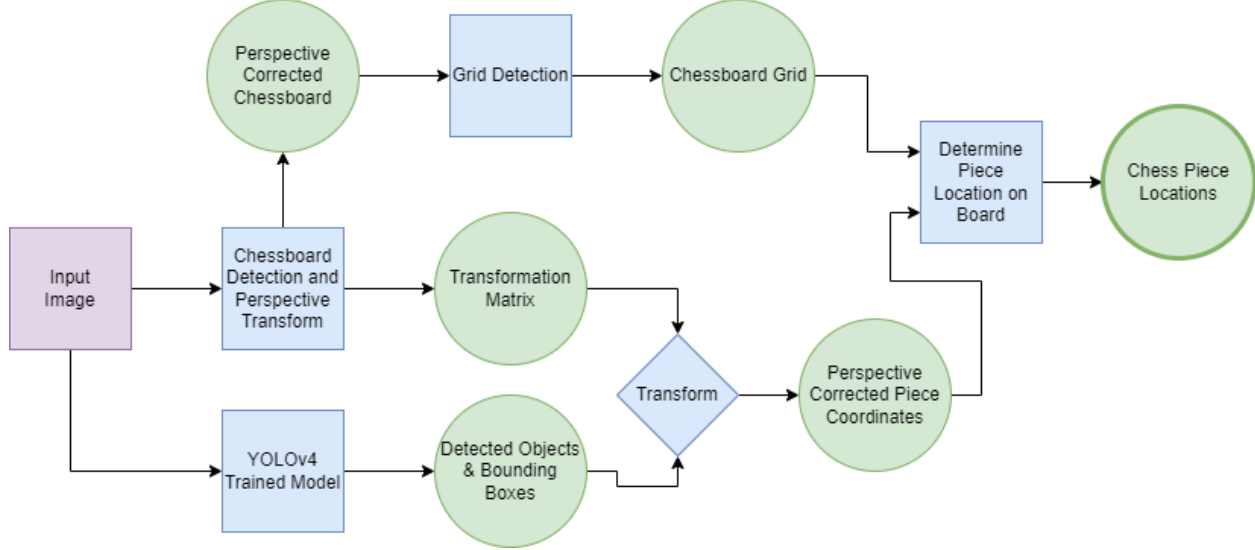 Perspective
Corrected
Chessboard
Grid Detection
Chessboard Grid
Determine
Piece
Location on
Board
Chess Piece
Locations
Input
Image
Chessboard
Detection and
Perspective
Transform
Transformation
Matrix
Transform
Perspective
Corrected Piece
Coordinates
YOLOv4
Trained Model
Detected Objects
& Bounding
Boxes